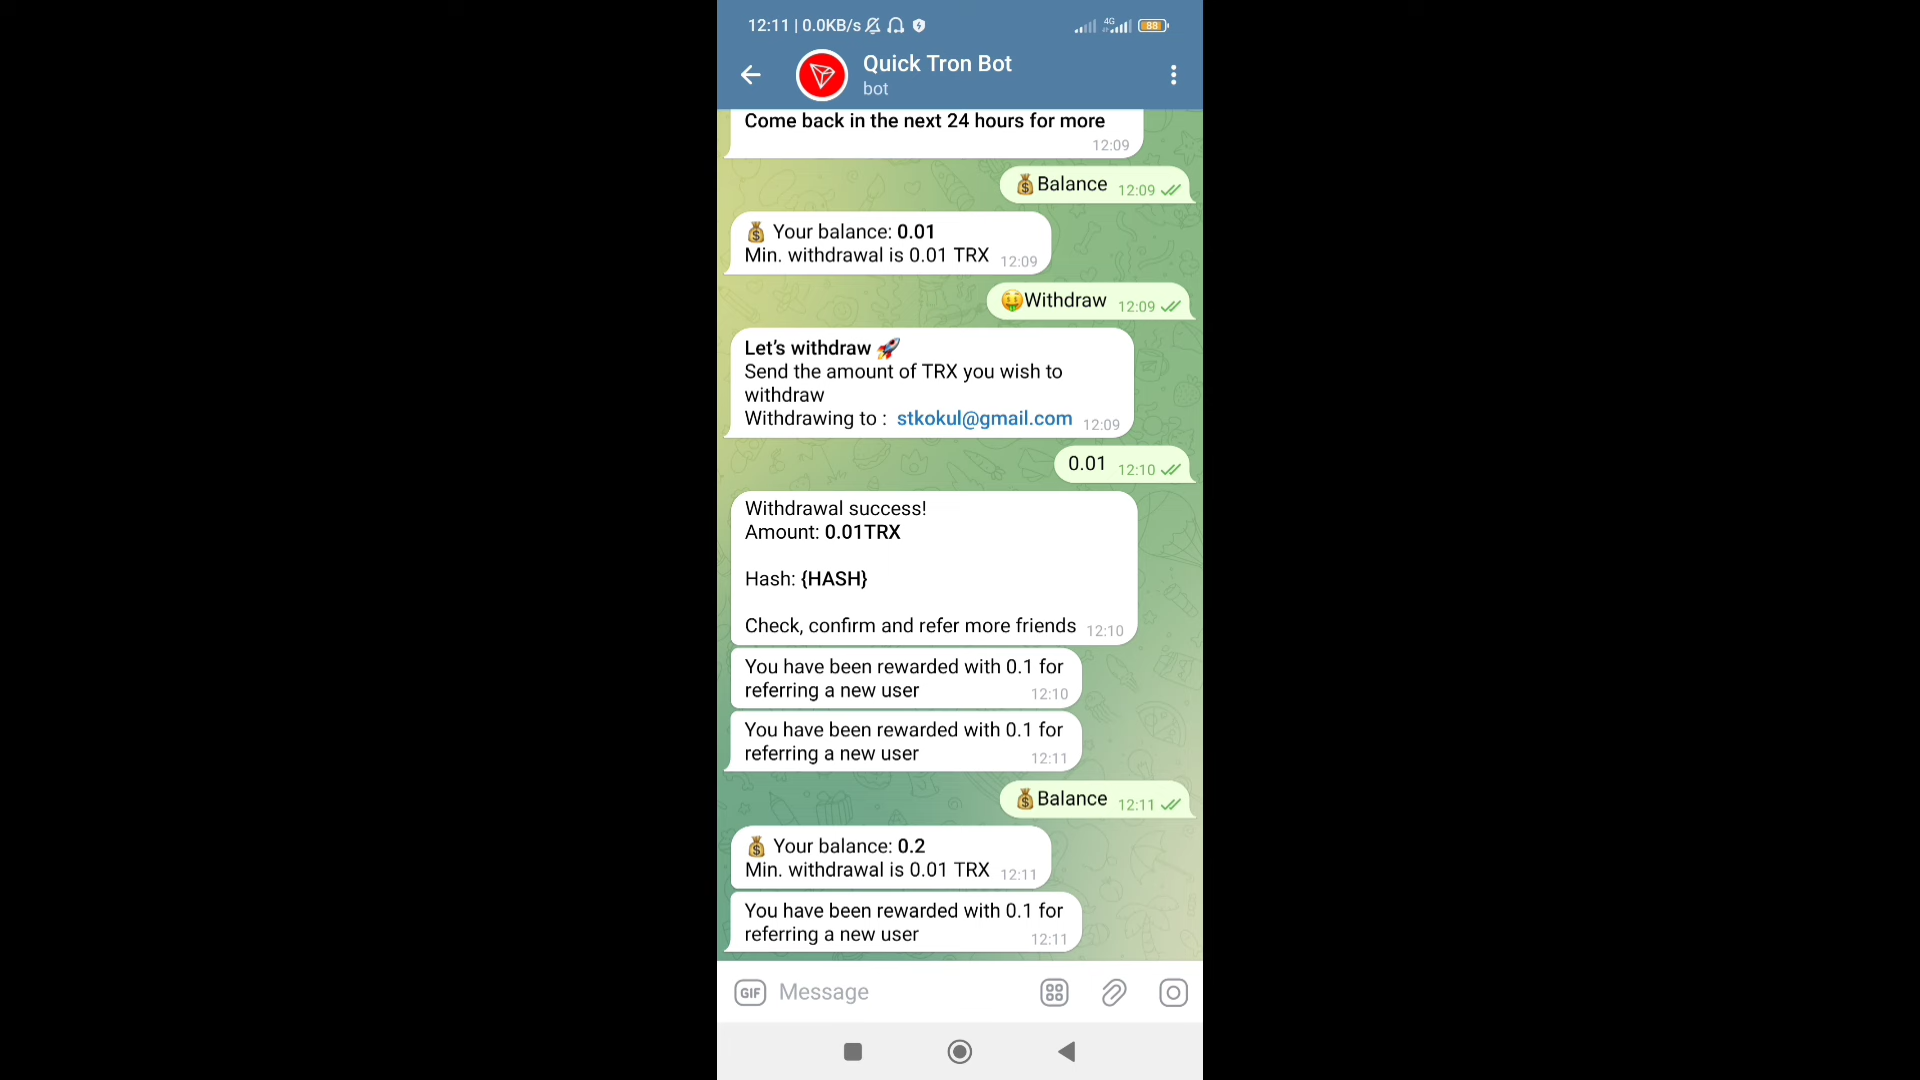 12:11 | 0.0KB/s
4G
88
Quick Tron Bot
bot
Come back in the next 24 hours for more
12:09
💰Balance 12:09
💰 Your balance: 0.01
Min. withdrawal is 0.01 TRX 12:09
🤑Withdraw 12:09
Let’s withdraw 🚀
Send the amount of TRX you wish to
withdraw
Withdrawing to : stkokul@gmail.com 12:09
0.01 12:10
Withdrawal success!
Amount: 0.01TRX
Hash: {HASH}
Check, confirm and refer more friends 12:10
You have been rewarded with 0.1 for
referring a new user 12:10
You have been rewarded with 0.1 for
referring a new user 12:11
💰Balance 12:11
💰 Your balance: 0.2
Min. withdrawal is 0.01 TRX 12:11
You have been rewarded with 0.1 for
referring a new user 12:11
GIF Message